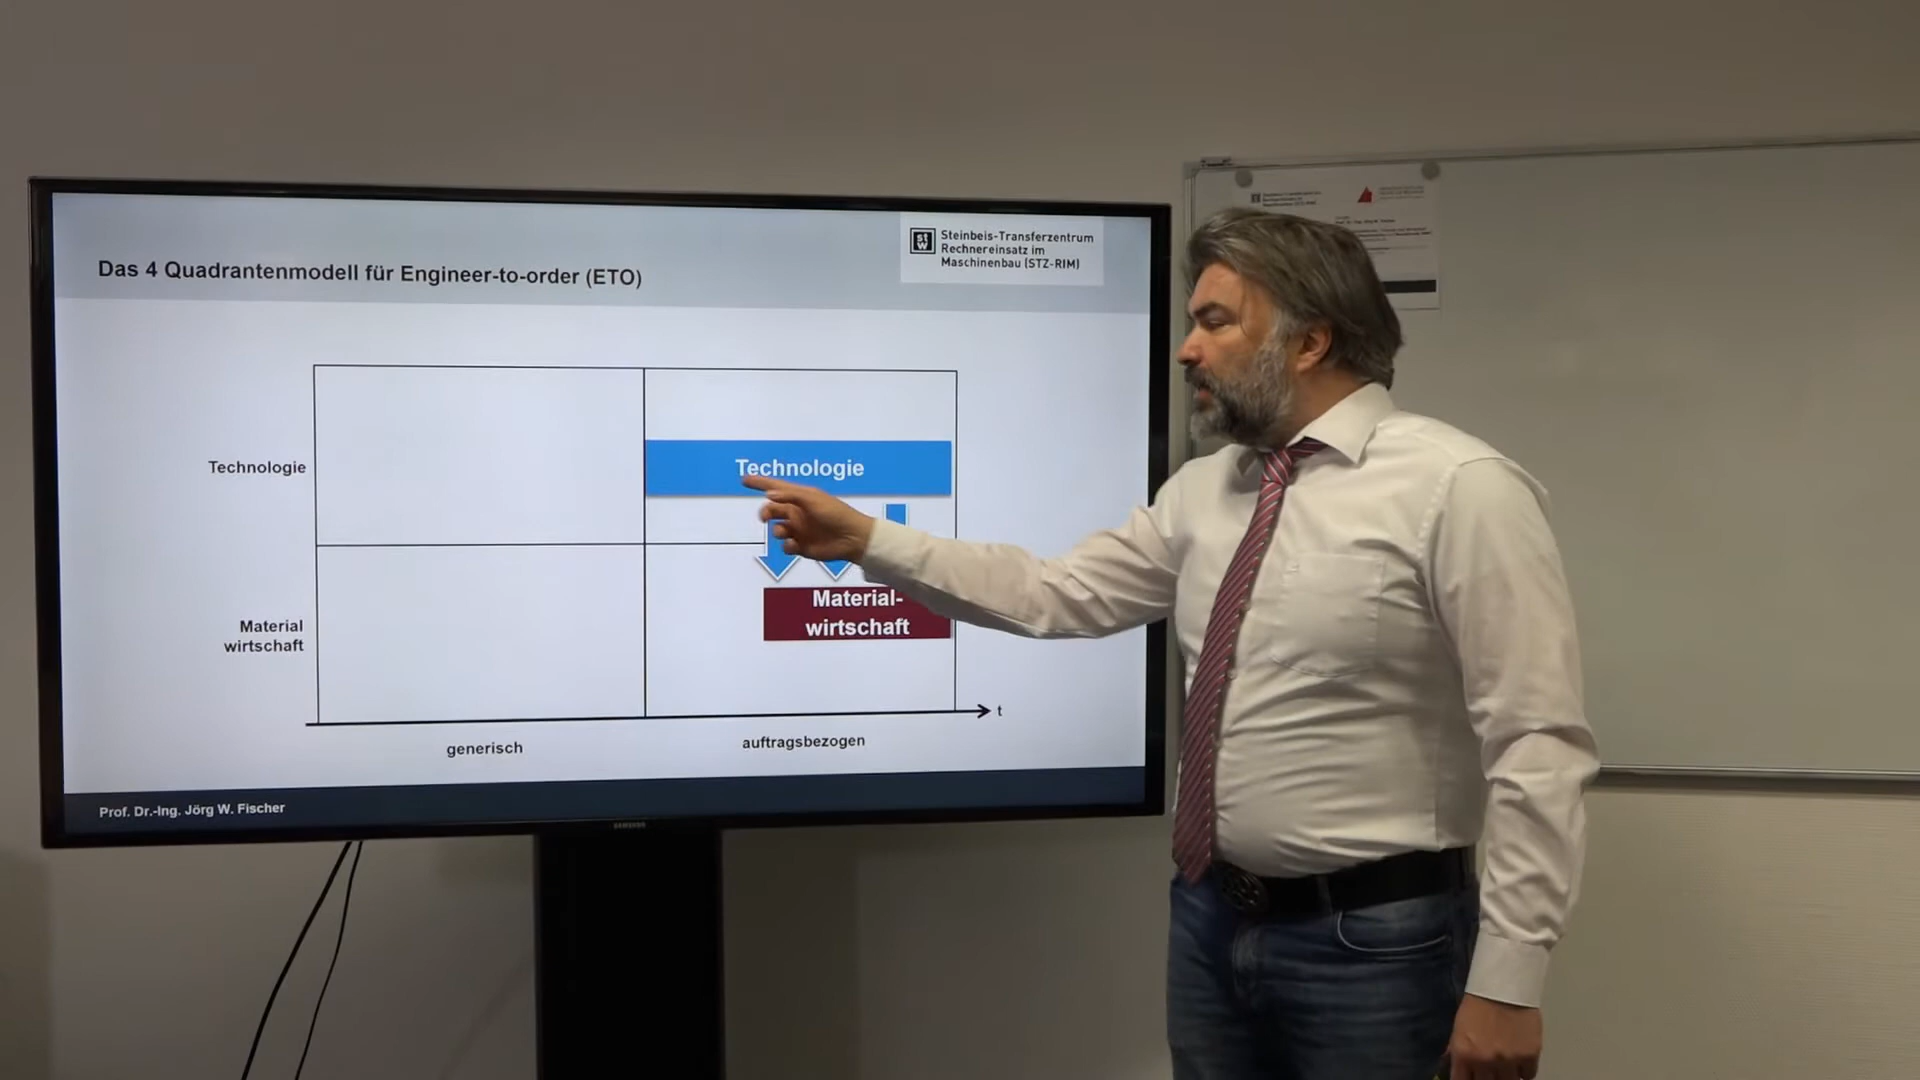 Steinbeis-Transferzentrum
Rechnereinsatz im
Maschinenbau (STZ-RIM)
Das 4 Quadrantenmodell für Engineer-to-order (ETO)
Technologie
Technologie
Material-
wirtschaft
Material
wirtschaft
t
generisch
auftragsbezogen
Prof. Dr.-Ing. Jörg W. Fischer
SAMSUNG